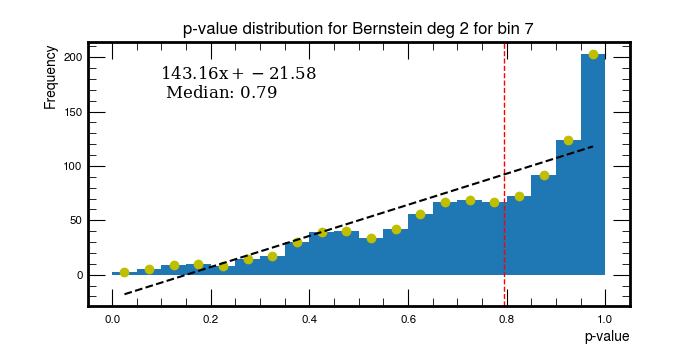 p-value distribution for Bernstein deg 2 for bin 7
Frequency
143.16x + −21.58
Median: 0.79
200
150
100
50
0
0.0 0.2 0.4 0.6 0.8 1.0
p-value